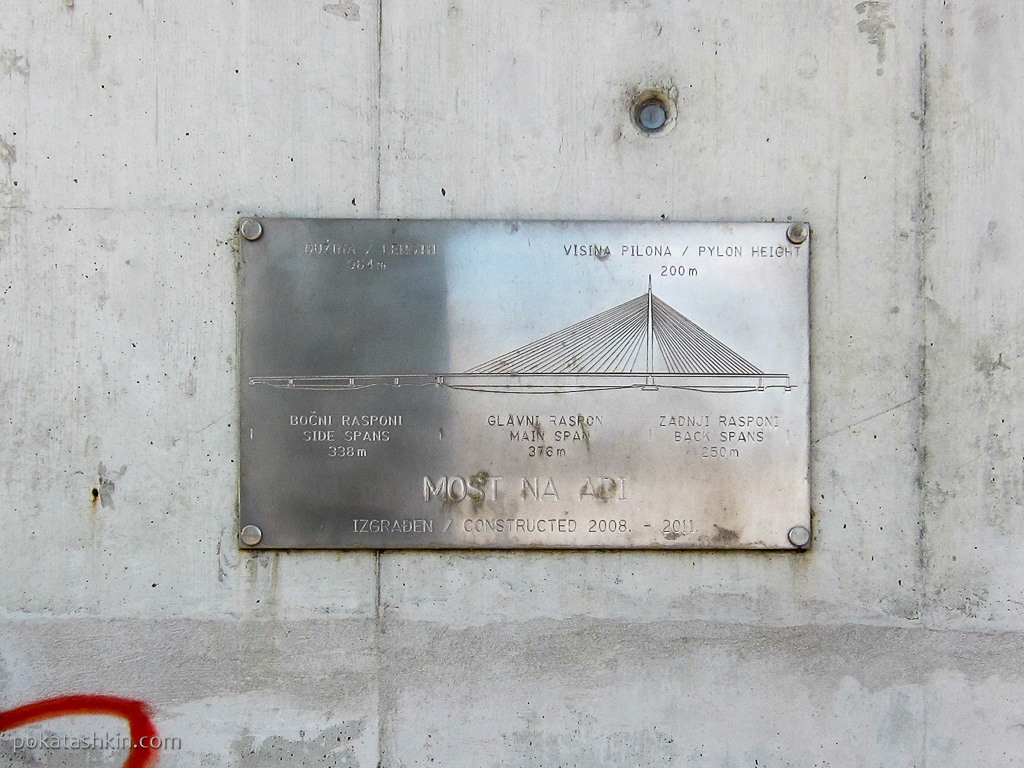 DUŽINA / LENGTH
964m
VISINA PILONA / PYLON HEIGHT
200m
BOČNI RASPONI
SIDE SPANS
338m
GLAVNI RASPON
MAIN SPAN
376m
ZADNJI RASPONI
BACK SPANS
250m
MOST NA ADI
IZGRAĐEN / CONSTRUCTED 2008. - 2011.
pokatashkin.com